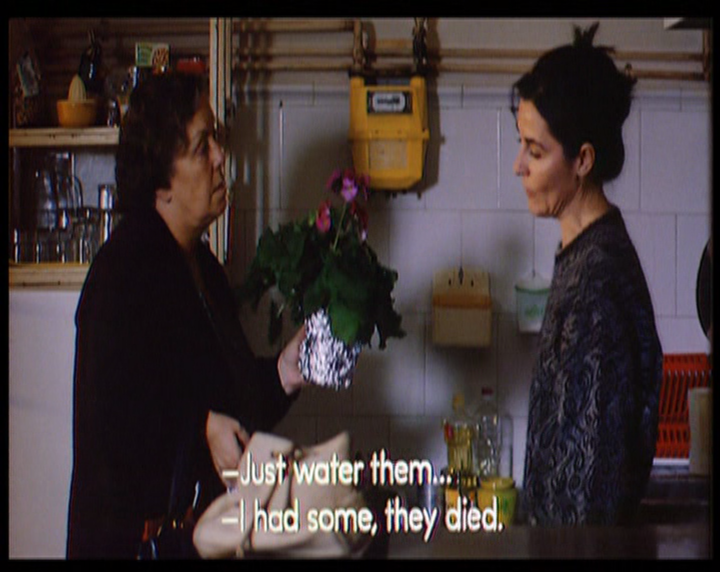 –Just water them...
–I had some, they died.